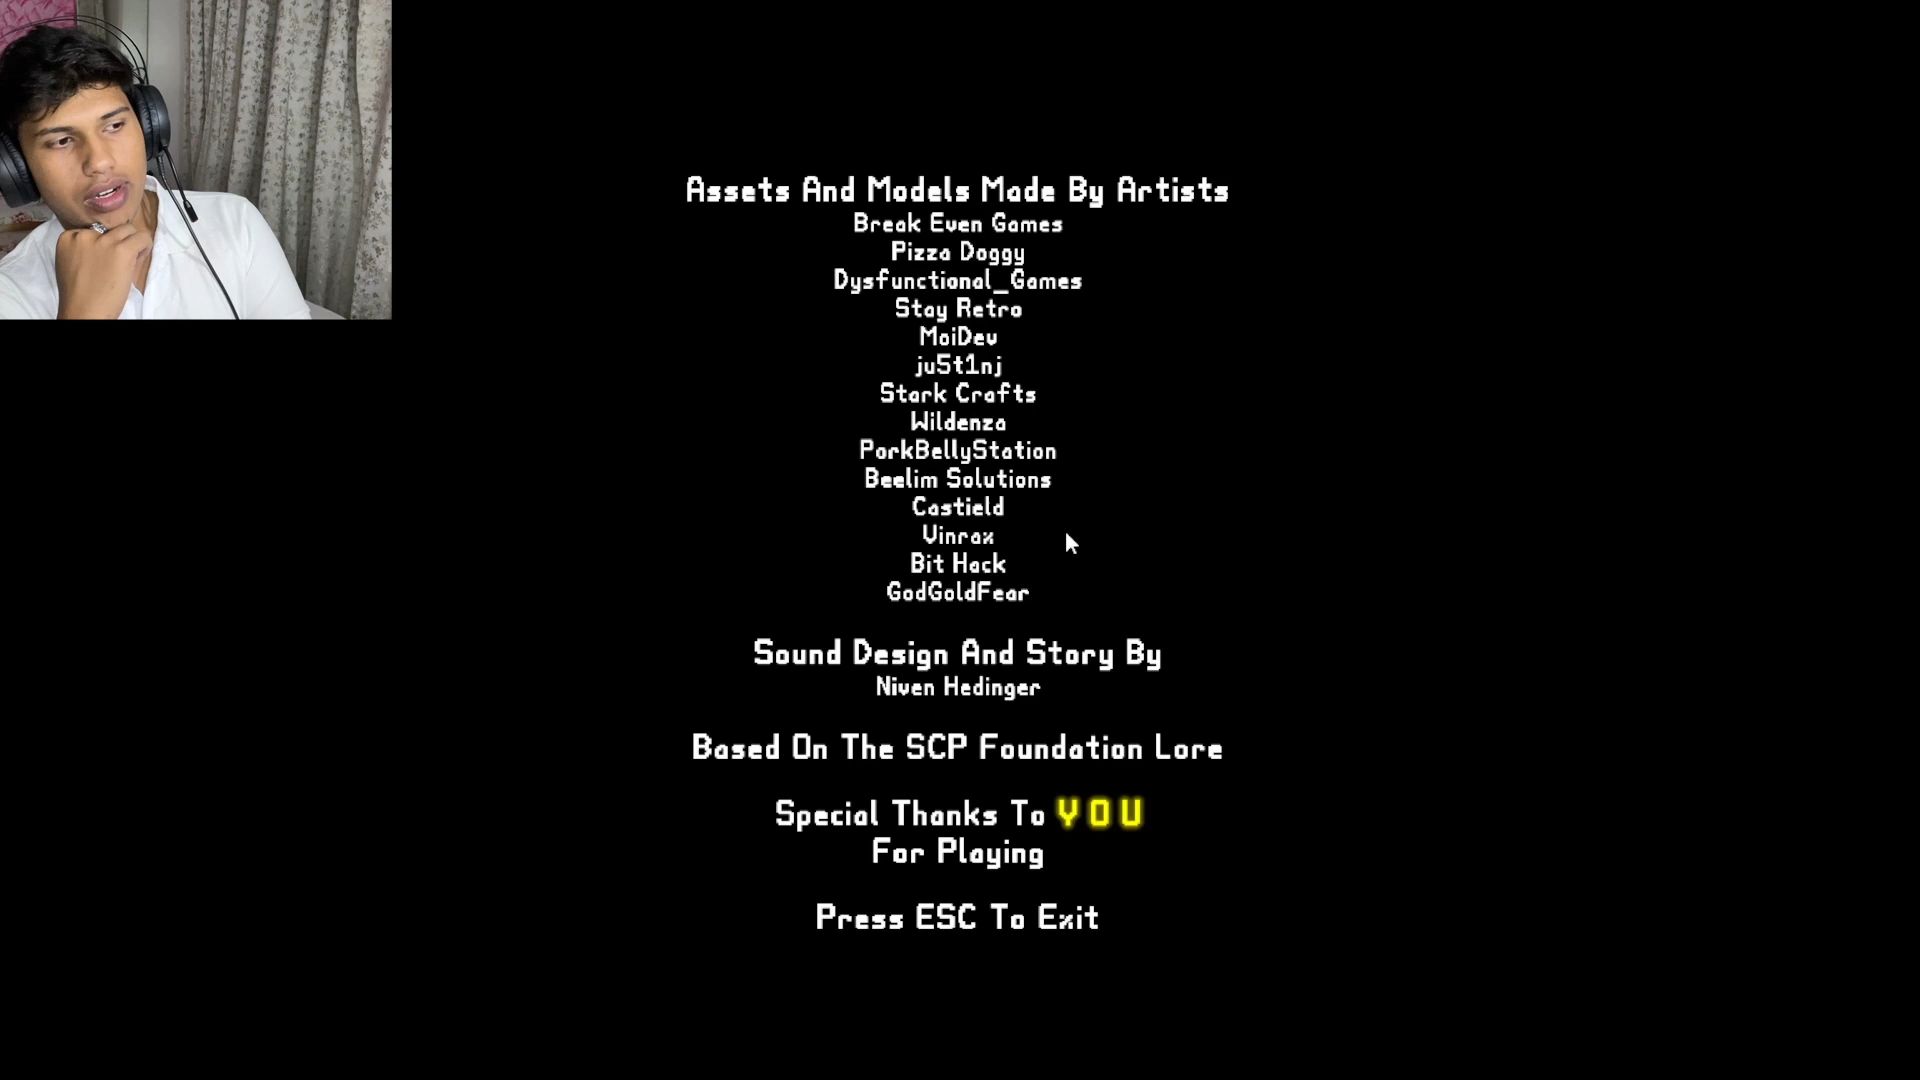 Assets And Models Made By Artists
Break Even Games
Pizza Doggy
Dysfunctional_Games
Stay Retro
MoiDev
ju5t1nj
Stark Crafts
Wildenza
PorkBellyStation
Beelim Solutions
Castield
Vinrax
Bit Hack
GodGoldFear
Sound Design And Story By
Niven Hedinger
Based On The SCP Foundation Lore
Special Thanks To Y O U
For Playing
Press ESC To Exit